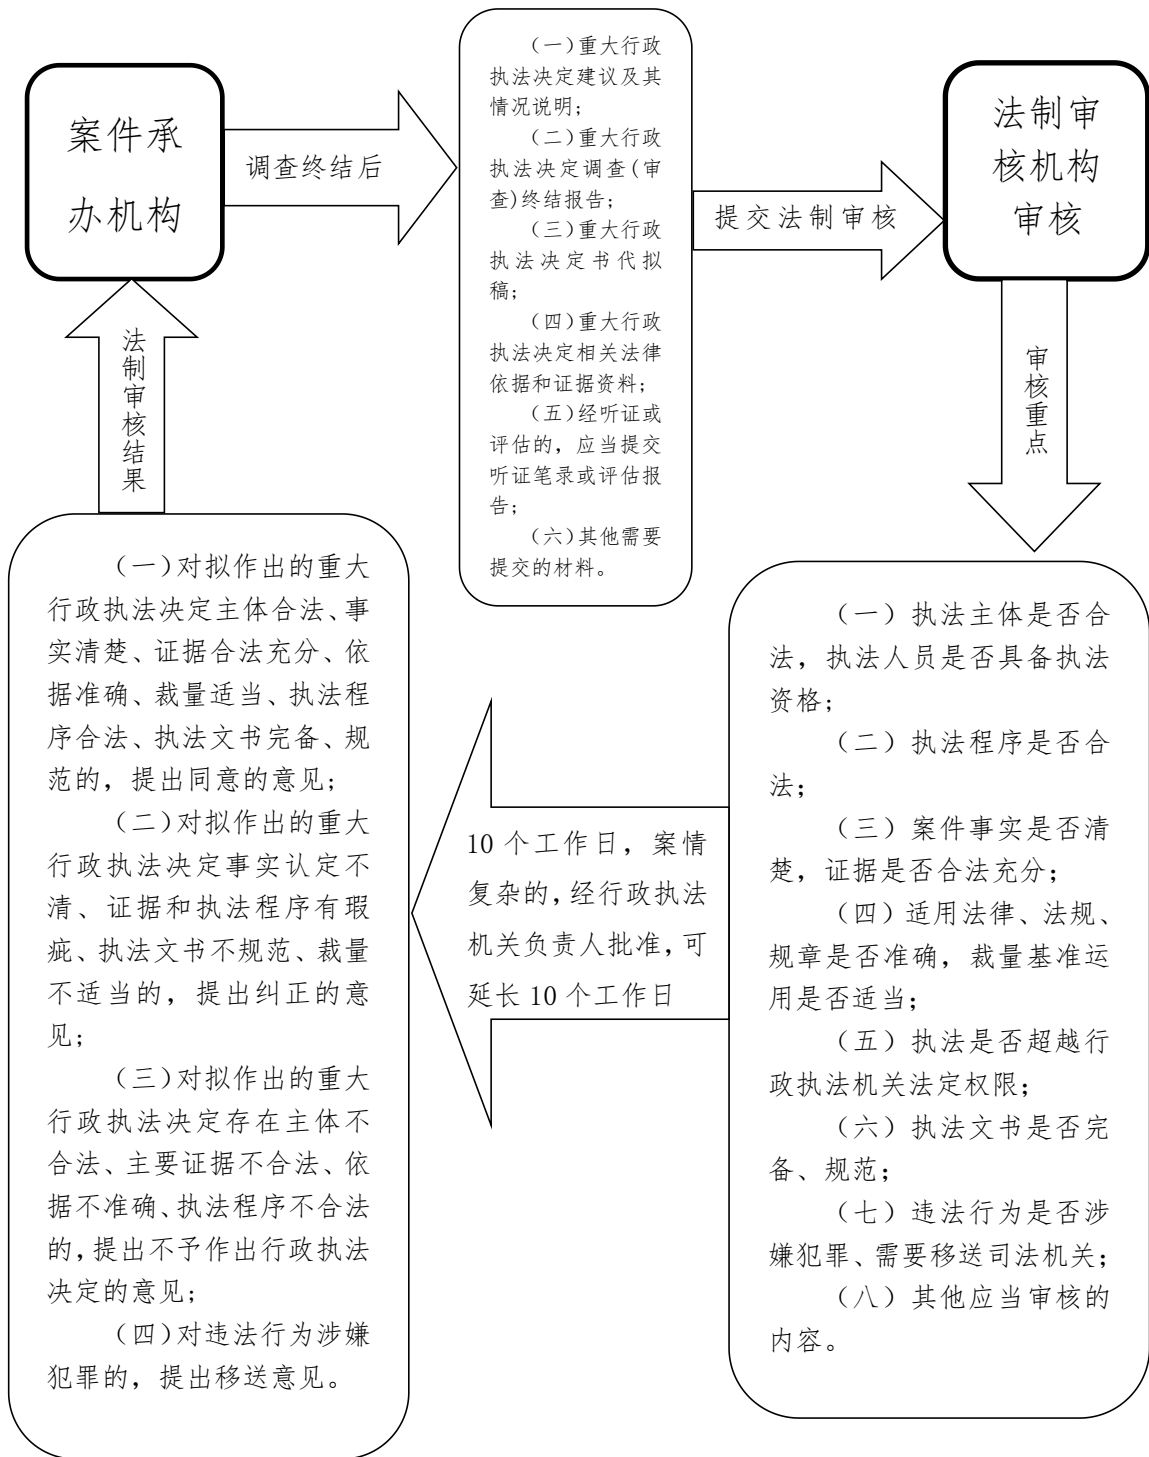 案件承
办机构
调查终结后
（一）重大行政
执法决定建议及其
情况说明；
（二）重大行政
执法决定调查(审
查)终结报告；
（三）重大行政
执法决定书代拟
稿；
（四）重大行政
执法决定相关法律
依据和证据资料；
（五）经听证或
评估的，应当提交
听证笔录或评估报
告；
（六）其他需要
提交的材料。
提交法制审核
法制审
核机构
审核
审核重点
（一）执法主体是否合
法，执法人员是否具备执法
资格；
（二）执法程序是否合
法；
（三）案件事实是否清
楚，证据是否合法充分；
（四）适用法律、法规、
规章是否准确，裁量基准运
用是否适当；
（五）执法是否超越行
政执法机关法定权限；
（六）执法文书是否完
备、规范；
（七）违法行为是否涉
嫌犯罪、需要移送司法机关；
（八）其他应当审核的
内容。
10 个工作日，案情
复杂的，经行政执法
机关负责人批准，可
延长 10 个工作日
（一）对拟作出的重大
行政执法决定主体合法、事
实清楚、证据合法充分、依
据准确、裁量适当、执法程
序合法、执法文书完备、规
范的，提出同意的意见；
（二）对拟作出的重大
行政执法决定事实认定不
清、证据和执法程序有瑕
疵、执法文书不规范、裁量
不适当的，提出纠正的意
见；
（三）对拟作出的重大
行政执法决定存在主体不
合法、主要证据不合法、依
据不准确、执法程序不合法
的，提出不予作出行政执法
决定的意见；
（四）对违法行为涉嫌
犯罪的，提出移送意见。
法制审核结果